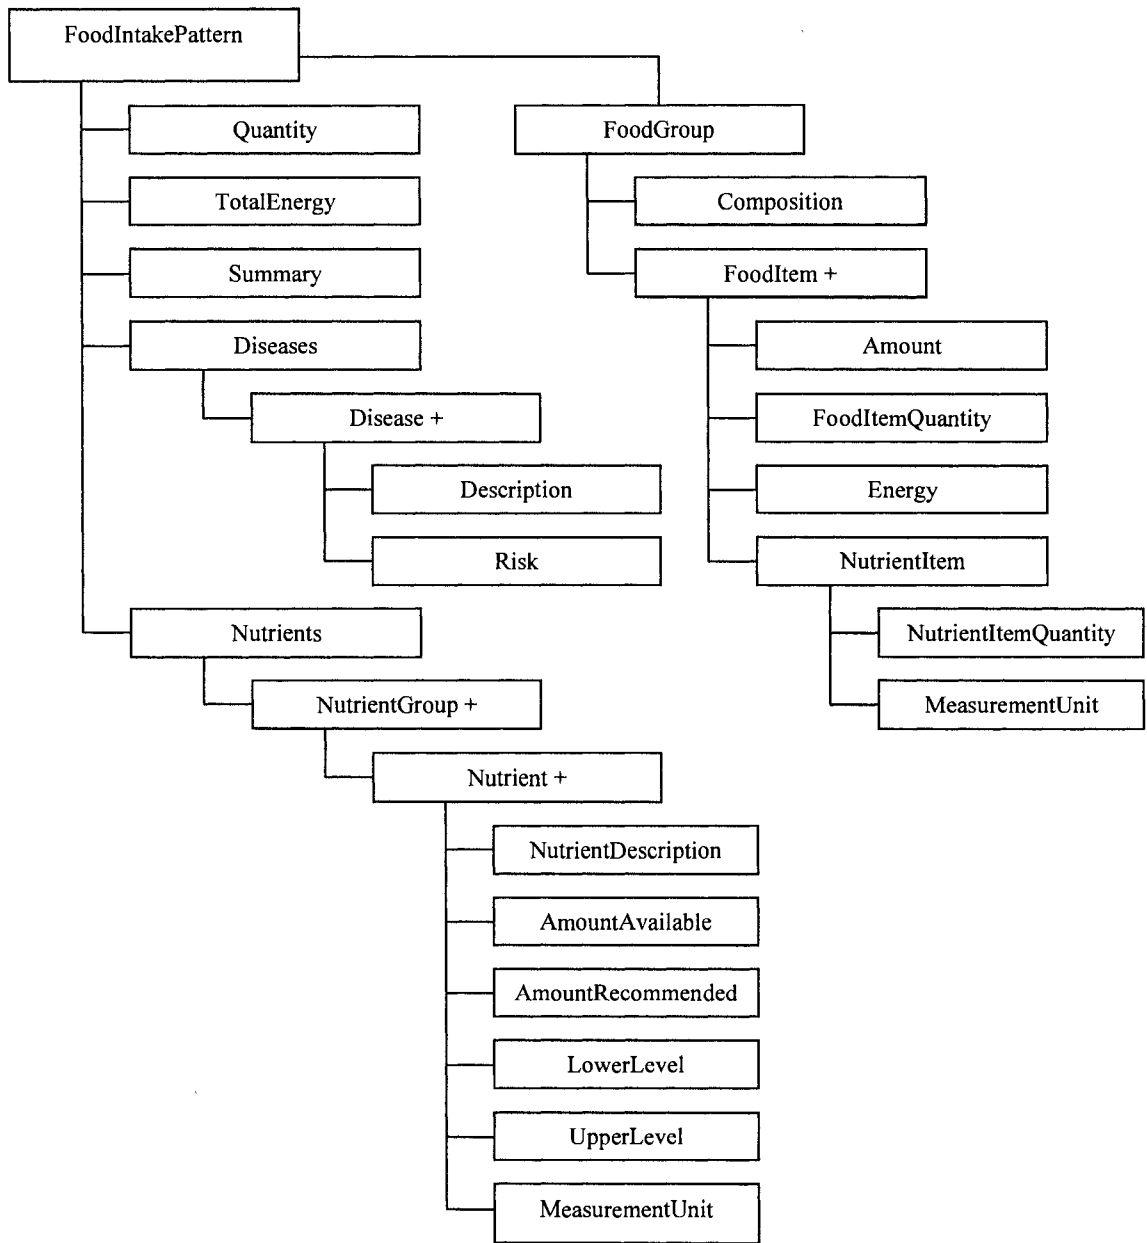 FoodIntakePattern
Quantity
TotalEnergy
Summary
Diseases
Disease +
Description
Risk
Nutrients
NutrientGroup +
Nutrient +
NutrientDescription
AmountAvailable
AmountRecommended
LowerLevel
UpperLevel
MeasurementUnit
FoodGroup
Composition
FoodItem +
Amount
FoodItemQuantity
Energy
NutrientItem
NutrientItemQuantity
MeasurementUnit